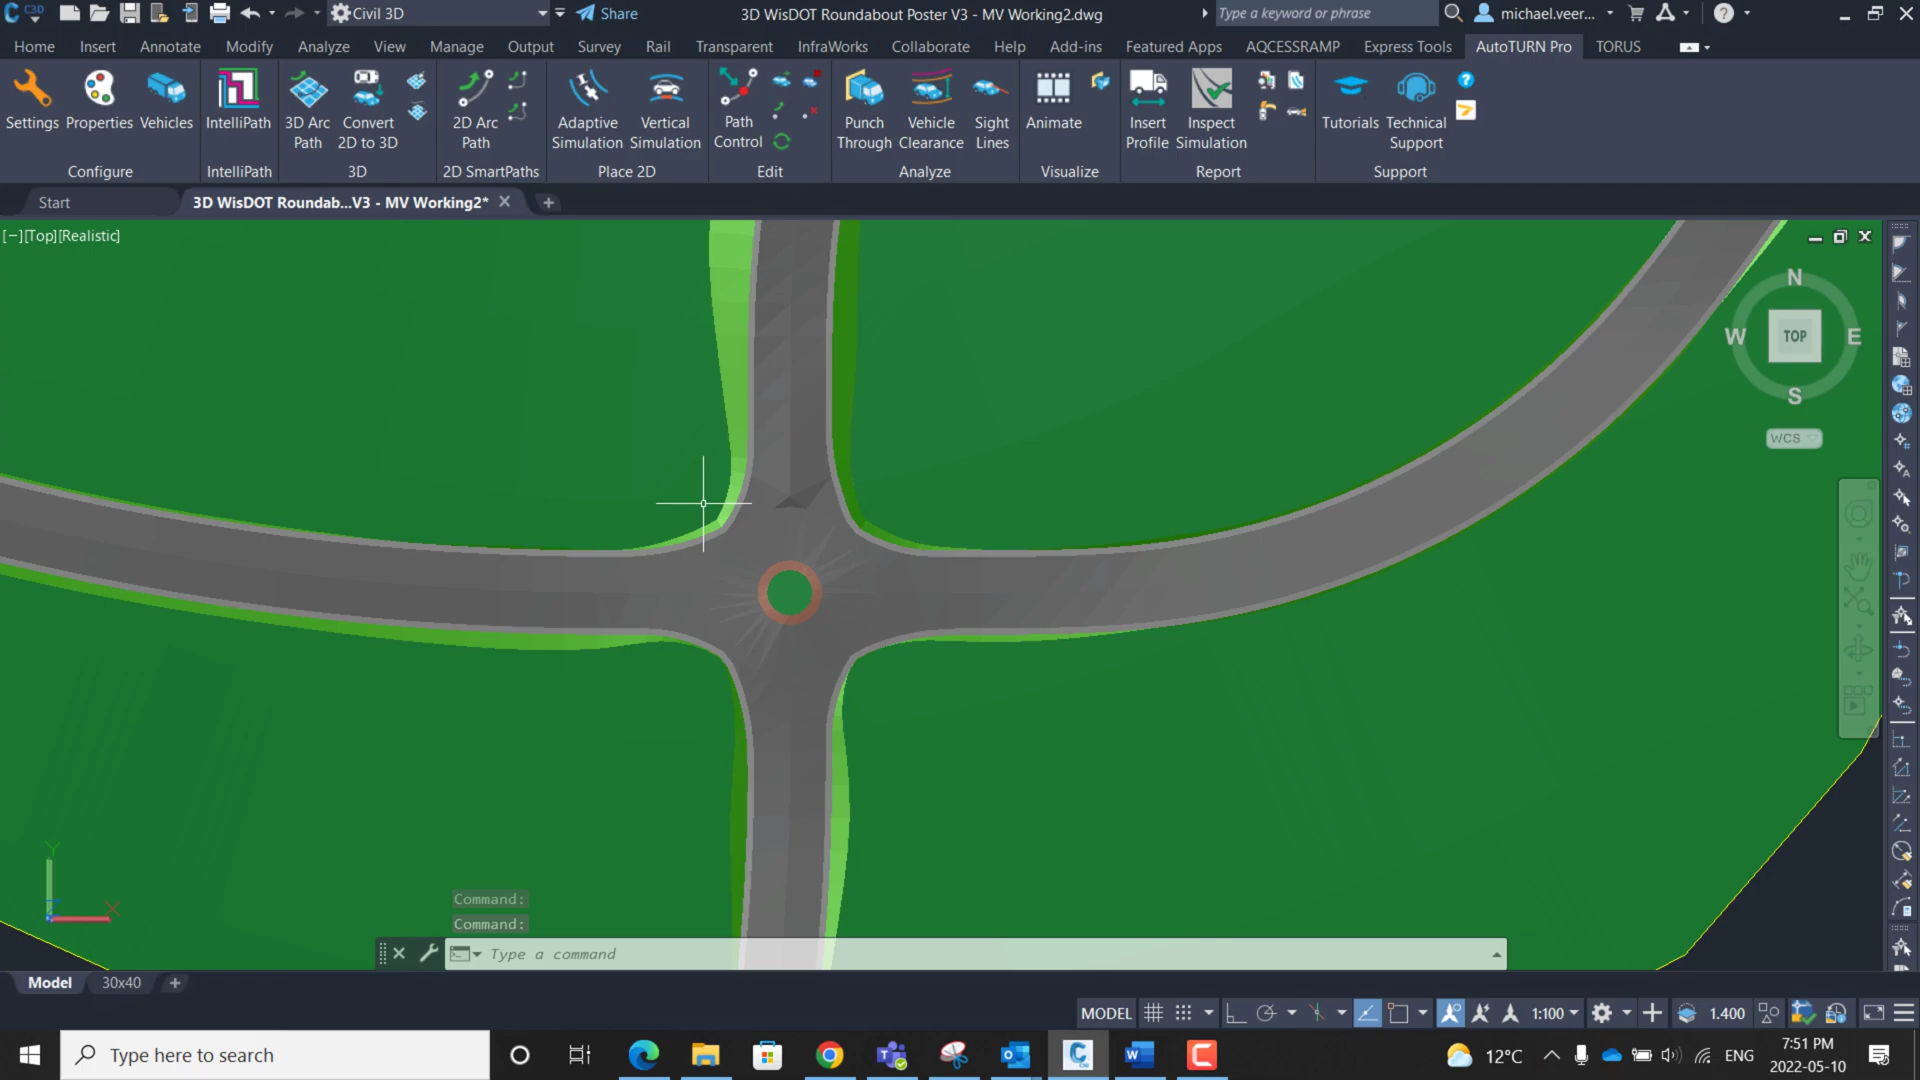 C3D
Civil 3D
Share
3D WisDOT Roundabout Poster V3 - MV Working2.dwg
Type a keyword or phrase
michael.veer...
Home Insert Annotate Modify Analyze View Manage Output Survey Rail Transparent InfraWorks Collaborate Help Add-ins Featured Apps AQCESSRAMP Express Tools AutoTURN Pro TORUS
Settings Properties Vehicles IntelliPath 3D Arc Path Convert 2D to 3D 2D Arc Path Adaptive Simulation Vertical Simulation Path Control Punch Through Vehicle Clearance Sight Lines Animate Insert Profile Inspect Simulation Tutorials Technical Support
Configure IntelliPath 3D 2D SmartPaths Place 2D Edit Analyze Visualize Report Support
Start 3D WisDOT Roundab...V3 - MV Working2*
[−][Top][Realistic]
N
W TOP E
S
WCS
Y
X
Command:
Command:
Type a command
Model 30x40
MODEL 1:100 1.400
Type here to search
12°C ENG 7:51 PM
2022-05-10